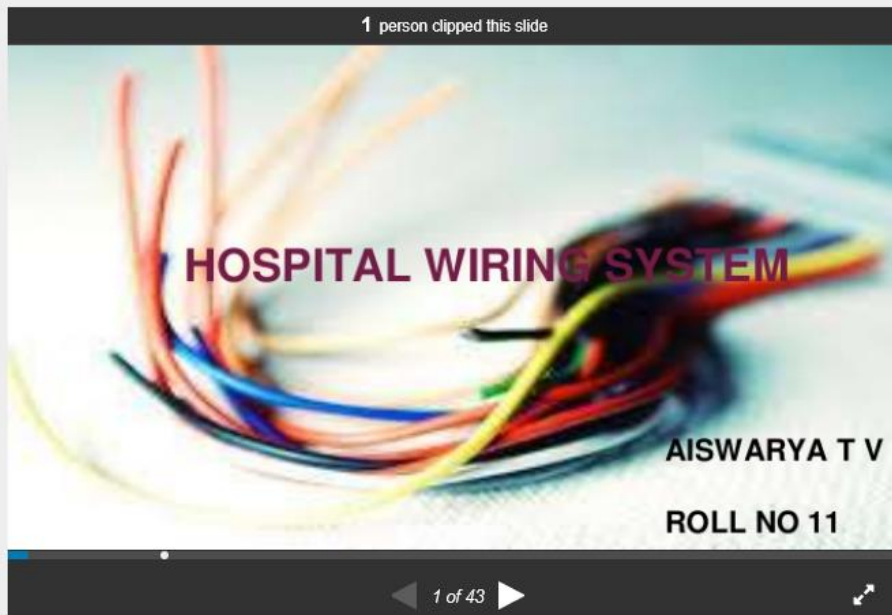 1 person clipped this slide
HOSPITAL WIRING SYSTEM
AISWARYA T V
ROLL NO 11
1 of 43